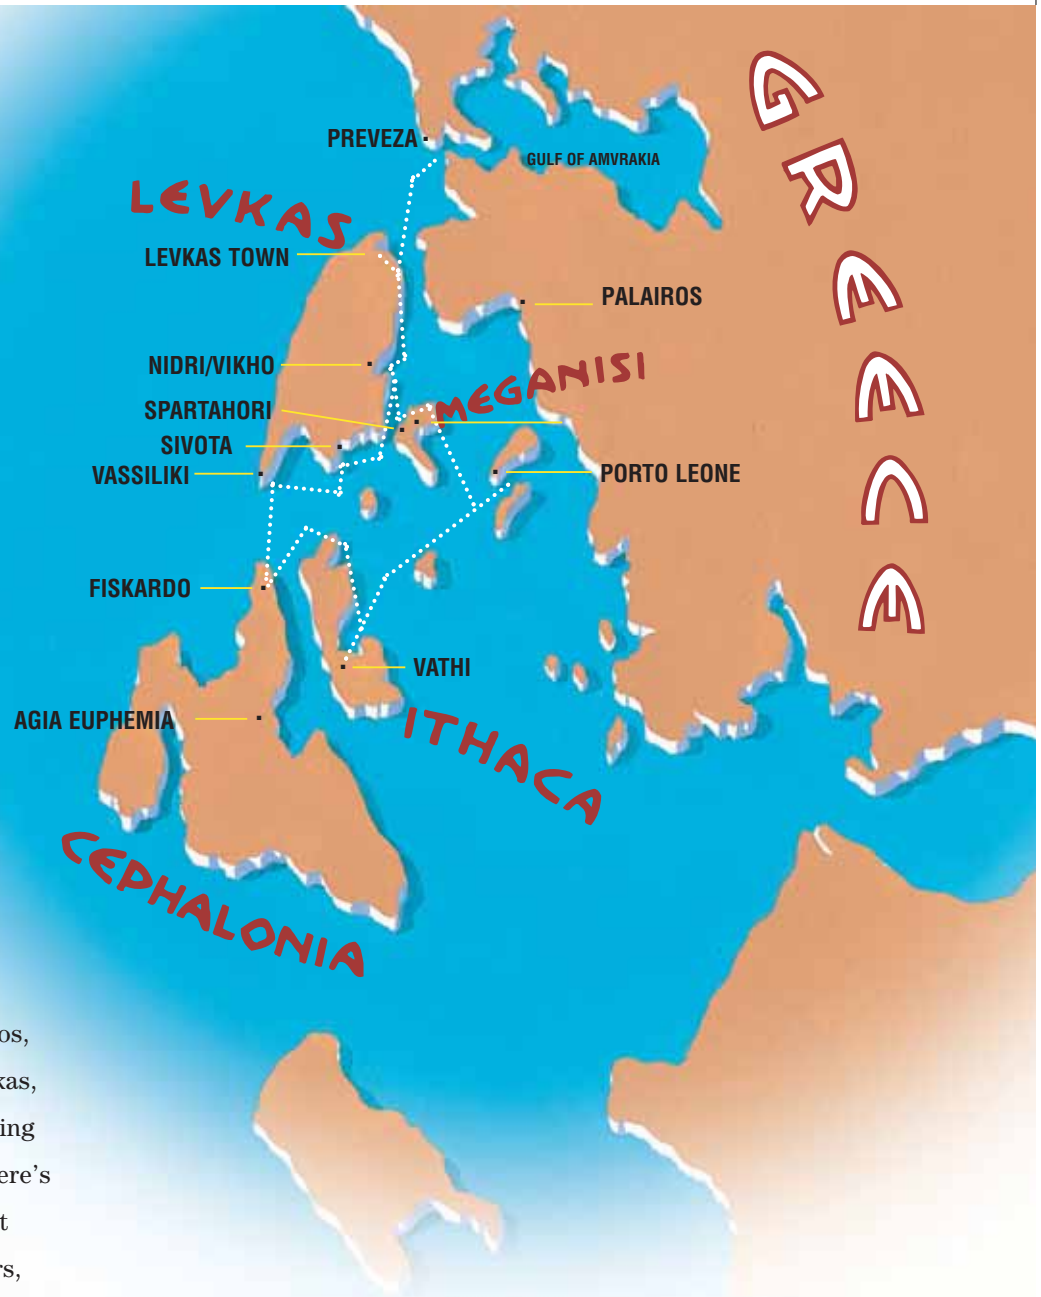 GREECE
PREVEZA
GULF OF AMVRAKIA
LEVKAS
LEVKAS TOWN
PALAIROS
NIDRI/VIKHO
MEGANISI
SPARTAHORI
SIVOTA
VASSILIKI
PORTO LEONE
FISKARDO
VATHI
AGIA EUPHEMIA
ITHACA
CEPHALONIA
os,
kas,
ing
ere's
t
rs,